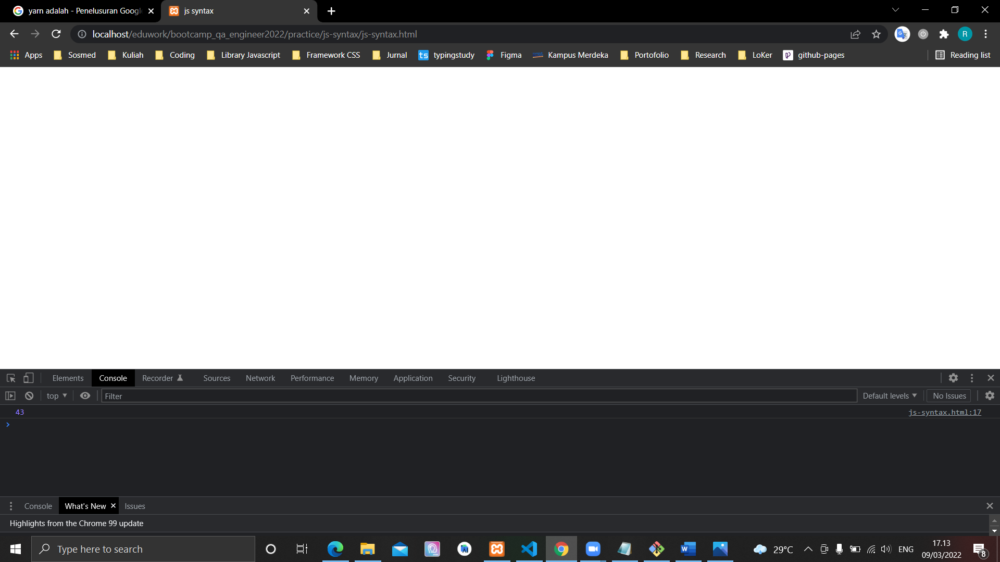 yarn adalah - Penelusuran Googl
js syntax
localhost/eduwork/bootcamp_qa_engineer2022/practice/js-syntax/js-syntax.html
R
Apps Sosmed Kuliah Coding Library Javascript Framework CSS Jurnal ts typingstudy Figma Kampus Merdeka Portofolio Research LoKer github-pages Reading list
Elements Console Recorder Sources Network Performance Memory Application Security Lighthouse
top Filter Default levels No Issues
43 js-syntax.html:17
Console What's New Issues
Highlights from the Chrome 99 update
Type here to search
29°C ENG
17.13
09/03/2022
8